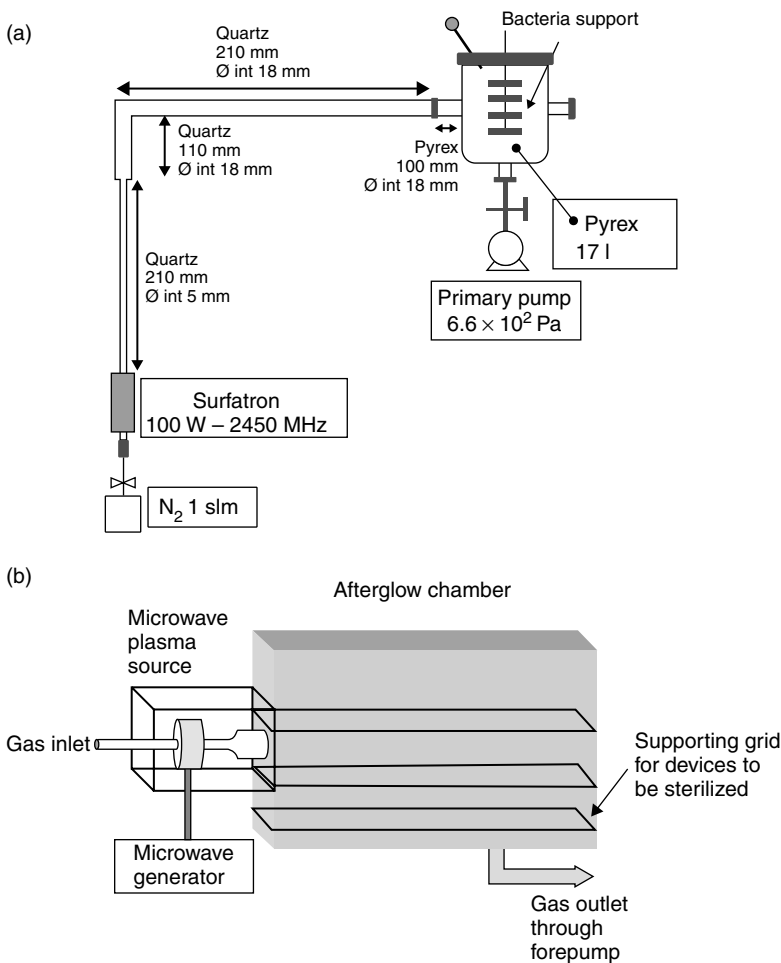 (a)
Quartz
210 mm
Ø int 18 mm
Bacteria support
Quartz
110 mm
Ø int 18 mm
Pyrex
100 mm
Ø int 18 mm
Pyrex
17 l
Quartz
210 mm
Ø int 5 mm
Primary pump
6.6 × 10² Pa
Surfatron
100 W – 2450 MHz
N₂ 1 slm
(b)
Afterglow chamber
Microwave
plasma
source
Gas inlet
Supporting grid
for devices to
be sterilized
Microwave
generator
Gas outlet
through
forepump